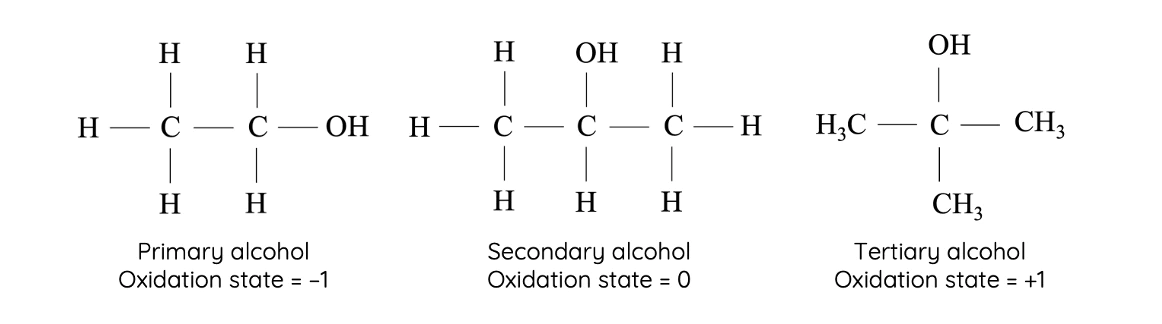 H H
H C C OH
H H
Primary alcohol
Oxidation state = –1
H OH H
H C C C H
H H H
Secondary alcohol
Oxidation state = 0
OH
H₃C C CH₃
CH₃
Tertiary alcohol
Oxidation state = +1